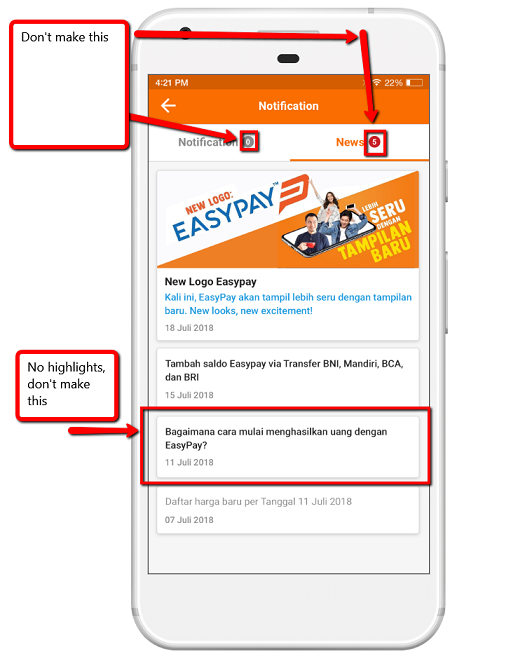 Don't make this
4:21 PM
22%
Notification
Notification 0
News 5
NEW LOGO:
EASYPAY™
LEBIH
SERU
DENGAN
TAMPILAN
BARU
New Logo Easypay
Kali ini, EasyPay akan tampil lebih seru dengan tampilan
baru. New looks, new excitement!
18 Juli 2018
No highlights,
don't make
this
Tambah saldo Easypay via Transfer BNI, Mandiri, BCA,
dan BRI
15 Juli 2018
Bagaimana cara mulai menghasilkan uang dengan
EasyPay?
11 Juli 2018
Daftar harga baru per Tanggal 11 Juli 2018
07 Juli 2018